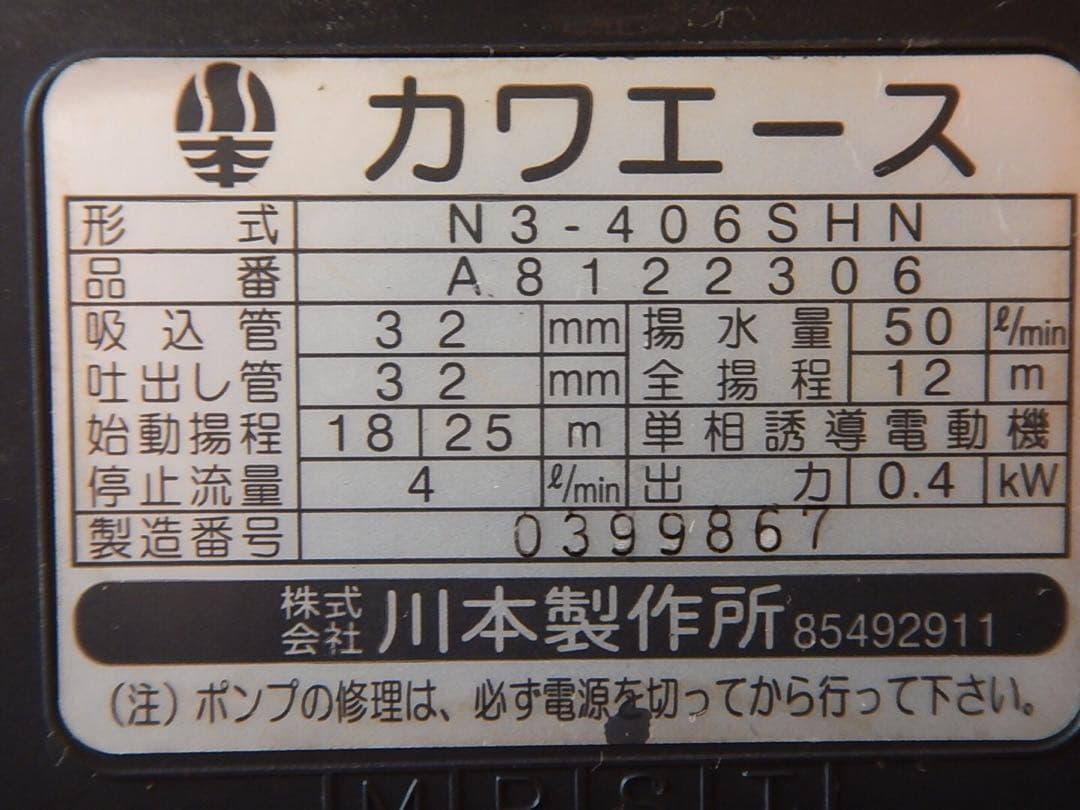 川本 カワエース
形式 N3-406SHN
品番 A8122306
吸込管 32 mm 揚水量 50 ℓ/min
吐出し管 32 mm 全揚程 12 m
始動揚程 18 25 m 単相誘導電動機
停止流量 4 ℓ/min 出力 0.4 kW
製造番号 0399867
株式会社 川本製作所 85492911
（注）ポンプの修理は、必ず電源を切ってから行って下さい。